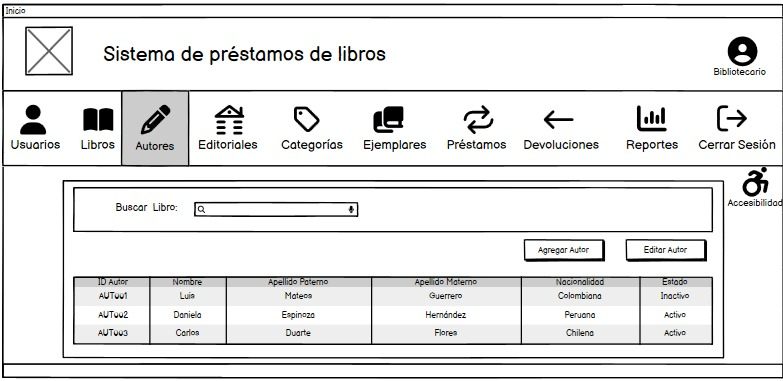 Inicio
Sistema de préstamos de libros
Bibliotecario
Usuarios Libros Autores Editoriales Categorías Ejemplares Préstamos Devoluciones Reportes Cerrar Sesión
Accesibilidad
Buscar Libro:
Agregar Autor Editar Autor
ID Autor Nombre Apellido Paterno Apellido Materno Nacionalidad Estado
AUT001 Luis Mateos Guerrero Colombiana Inactivo
AUT002 Daniela Espinoza Hernández Peruana Activo
AUT003 Carlos Duarte Flores Chilena Activo